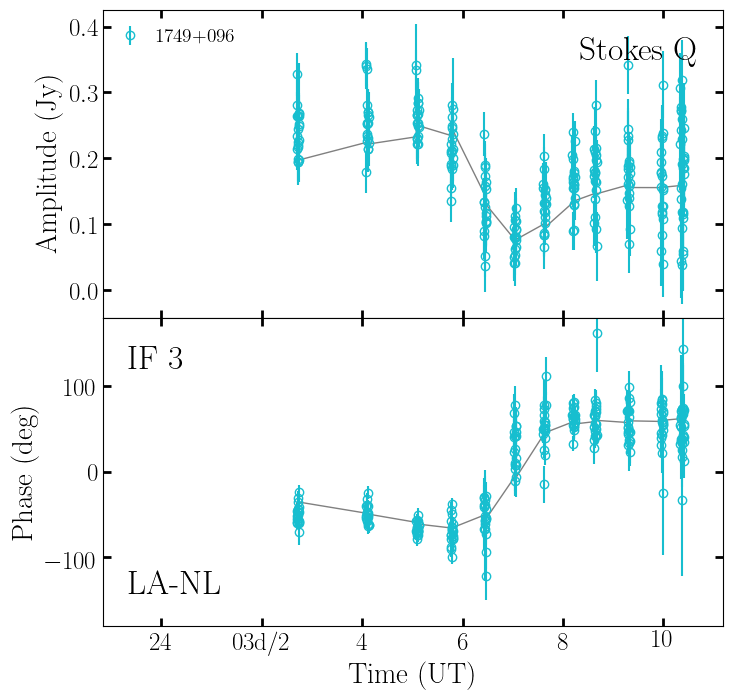 0.4
1749+096
Stokes Q
0.3
0.2
0.1
0.0
Amplitude (Jy)
IF 3
100
0
−100
Phase (deg)
LA-NL
24 03d/2 4 6 8 10
Time (UT)